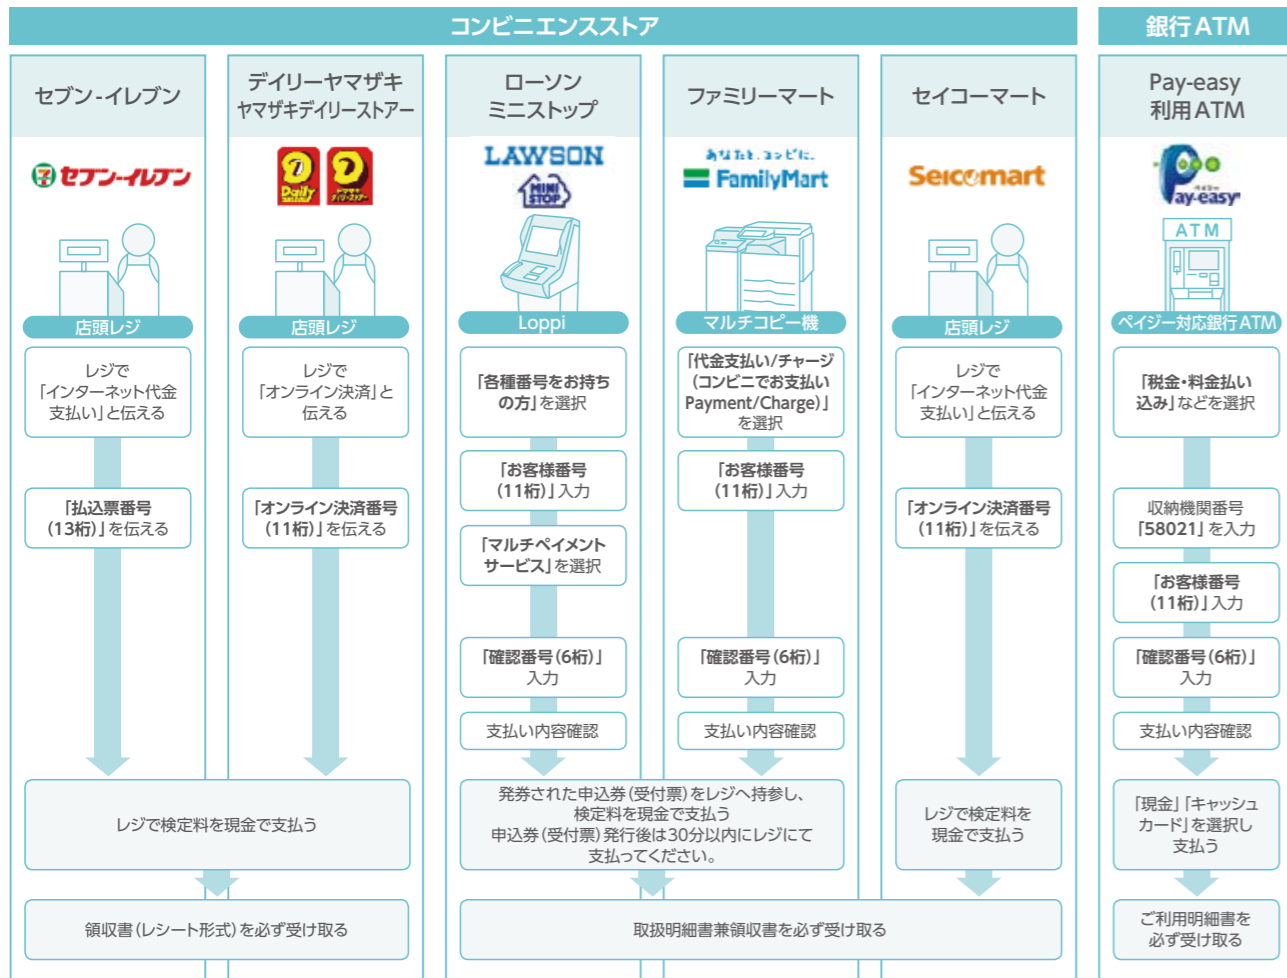 コンビニエンスストア
銀行ATM
セブン-イレブン
セブン-イレブン
店頭レジ
レジで
「インターネット代金
支払い」と伝える
「払込票番号
(13桁)」を伝える
デイリーヤマザキ
ヤマザキデイリーストアー
Daily
ヤマザキ
デイリーストアー
店頭レジ
レジで
「オンライン決済」と
伝える
「オンライン決済番号
(11桁)」を伝える
レジで検定料を現金で支払う
領収書(レシート形式)を必ず受け取る
ローソン
ミニストップ
LAWSON
MINI
STOP
Loppi
「各種番号をお持ち
の方」を選択
「お客様番号
(11桁)」入力
「マルチペイメント
サービス」を選択
「確認番号(6桁)」
入力
支払い内容確認
ファミリーマート
あなたと、コンビに、
FamilyMart
マルチコピー機
「代金支払い/チャージ
(コンビニでお支払い
Payment/Charge)」
を選択
「お客様番号
(11桁)」入力
「確認番号(6桁)」
入力
支払い内容確認
発券された申込券(受付票)をレジへ持参し、
検定料を現金で支払う
申込券(受付票)発行後は30分以内にレジにて
支払ってください。
セイコーマート
Seicomart
店頭レジ
レジで
「インターネット代金
支払い」と伝える
「オンライン決済番号
(11桁)」を伝える
レジで検定料を
現金で支払う
取扱明細書兼領収書を必ず受け取る
Pay-easy
利用ATM
ペイジー
Pay-easy
ATM
ペイジー対応銀行ATM
「税金・料金払い
込み」などを選択
収納機関番号
「58021」を入力
「お客様番号
(11桁)」入力
「確認番号(6桁)」
入力
支払い内容確認
「現金」「キャッシュ
カード」を選択し
支払う
ご利用明細書を
必ず受け取る